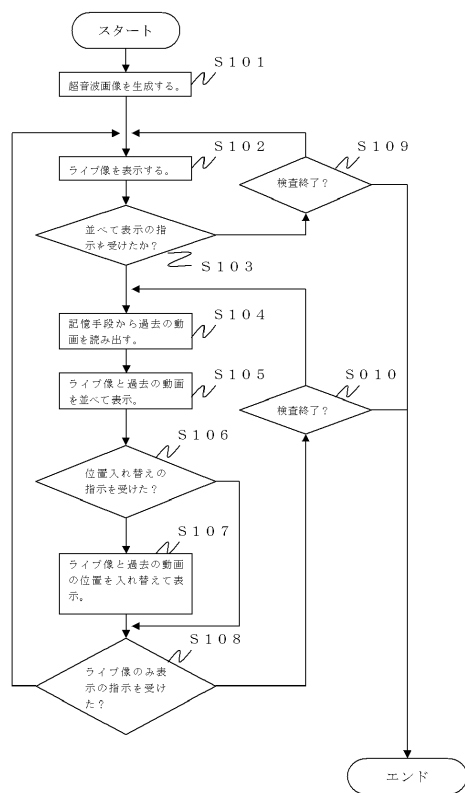 スタート
S101
超音波画像を生成する。
S102
ライブ像を表示する。
S109
検査終了?
並べて表示の指
示を受けたか?
S103
S104
記憶手段から過去の動
画を読み出す。
S105
ライブ像と過去の動画
を並べて表示。
S010
検査終了?
S106
位置入れ替えの
指示を受けた?
S107
ライブ像と過去の動画
の位置を入れ替えて表
示。
S108
ライブ像のみ表
示の指示を受け
た?
エンド